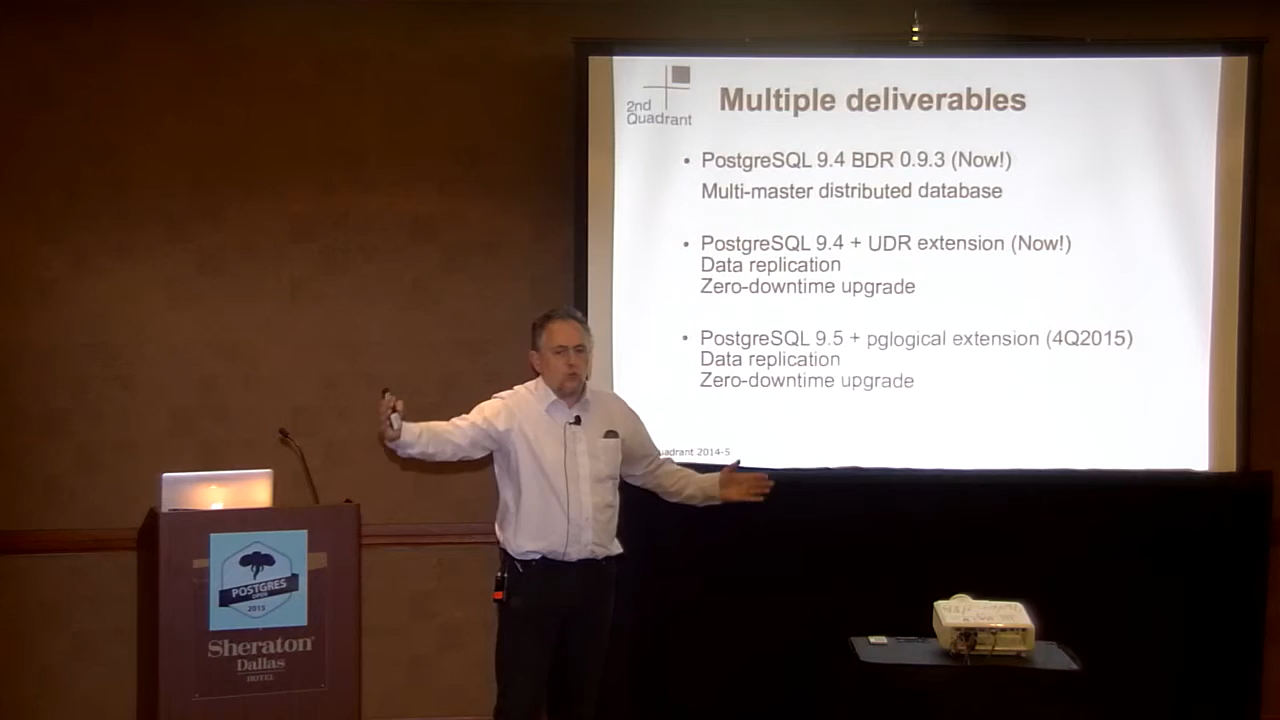 2nd
Quadrant
Multiple deliverables
• PostgreSQL 9.4 BDR 0.9.3 (Now!)
Multi-master distributed database
• PostgreSQL 9.4 + UDR extension (Now!)
Data replication
Zero-downtime upgrade
• PostgreSQL 9.5 + pglogical extension (4Q2015)
Data replication
Zero-downtime upgrade
2014-5
POSTGRES
OPEN
2015
Sheraton
Dallas
HOTEL